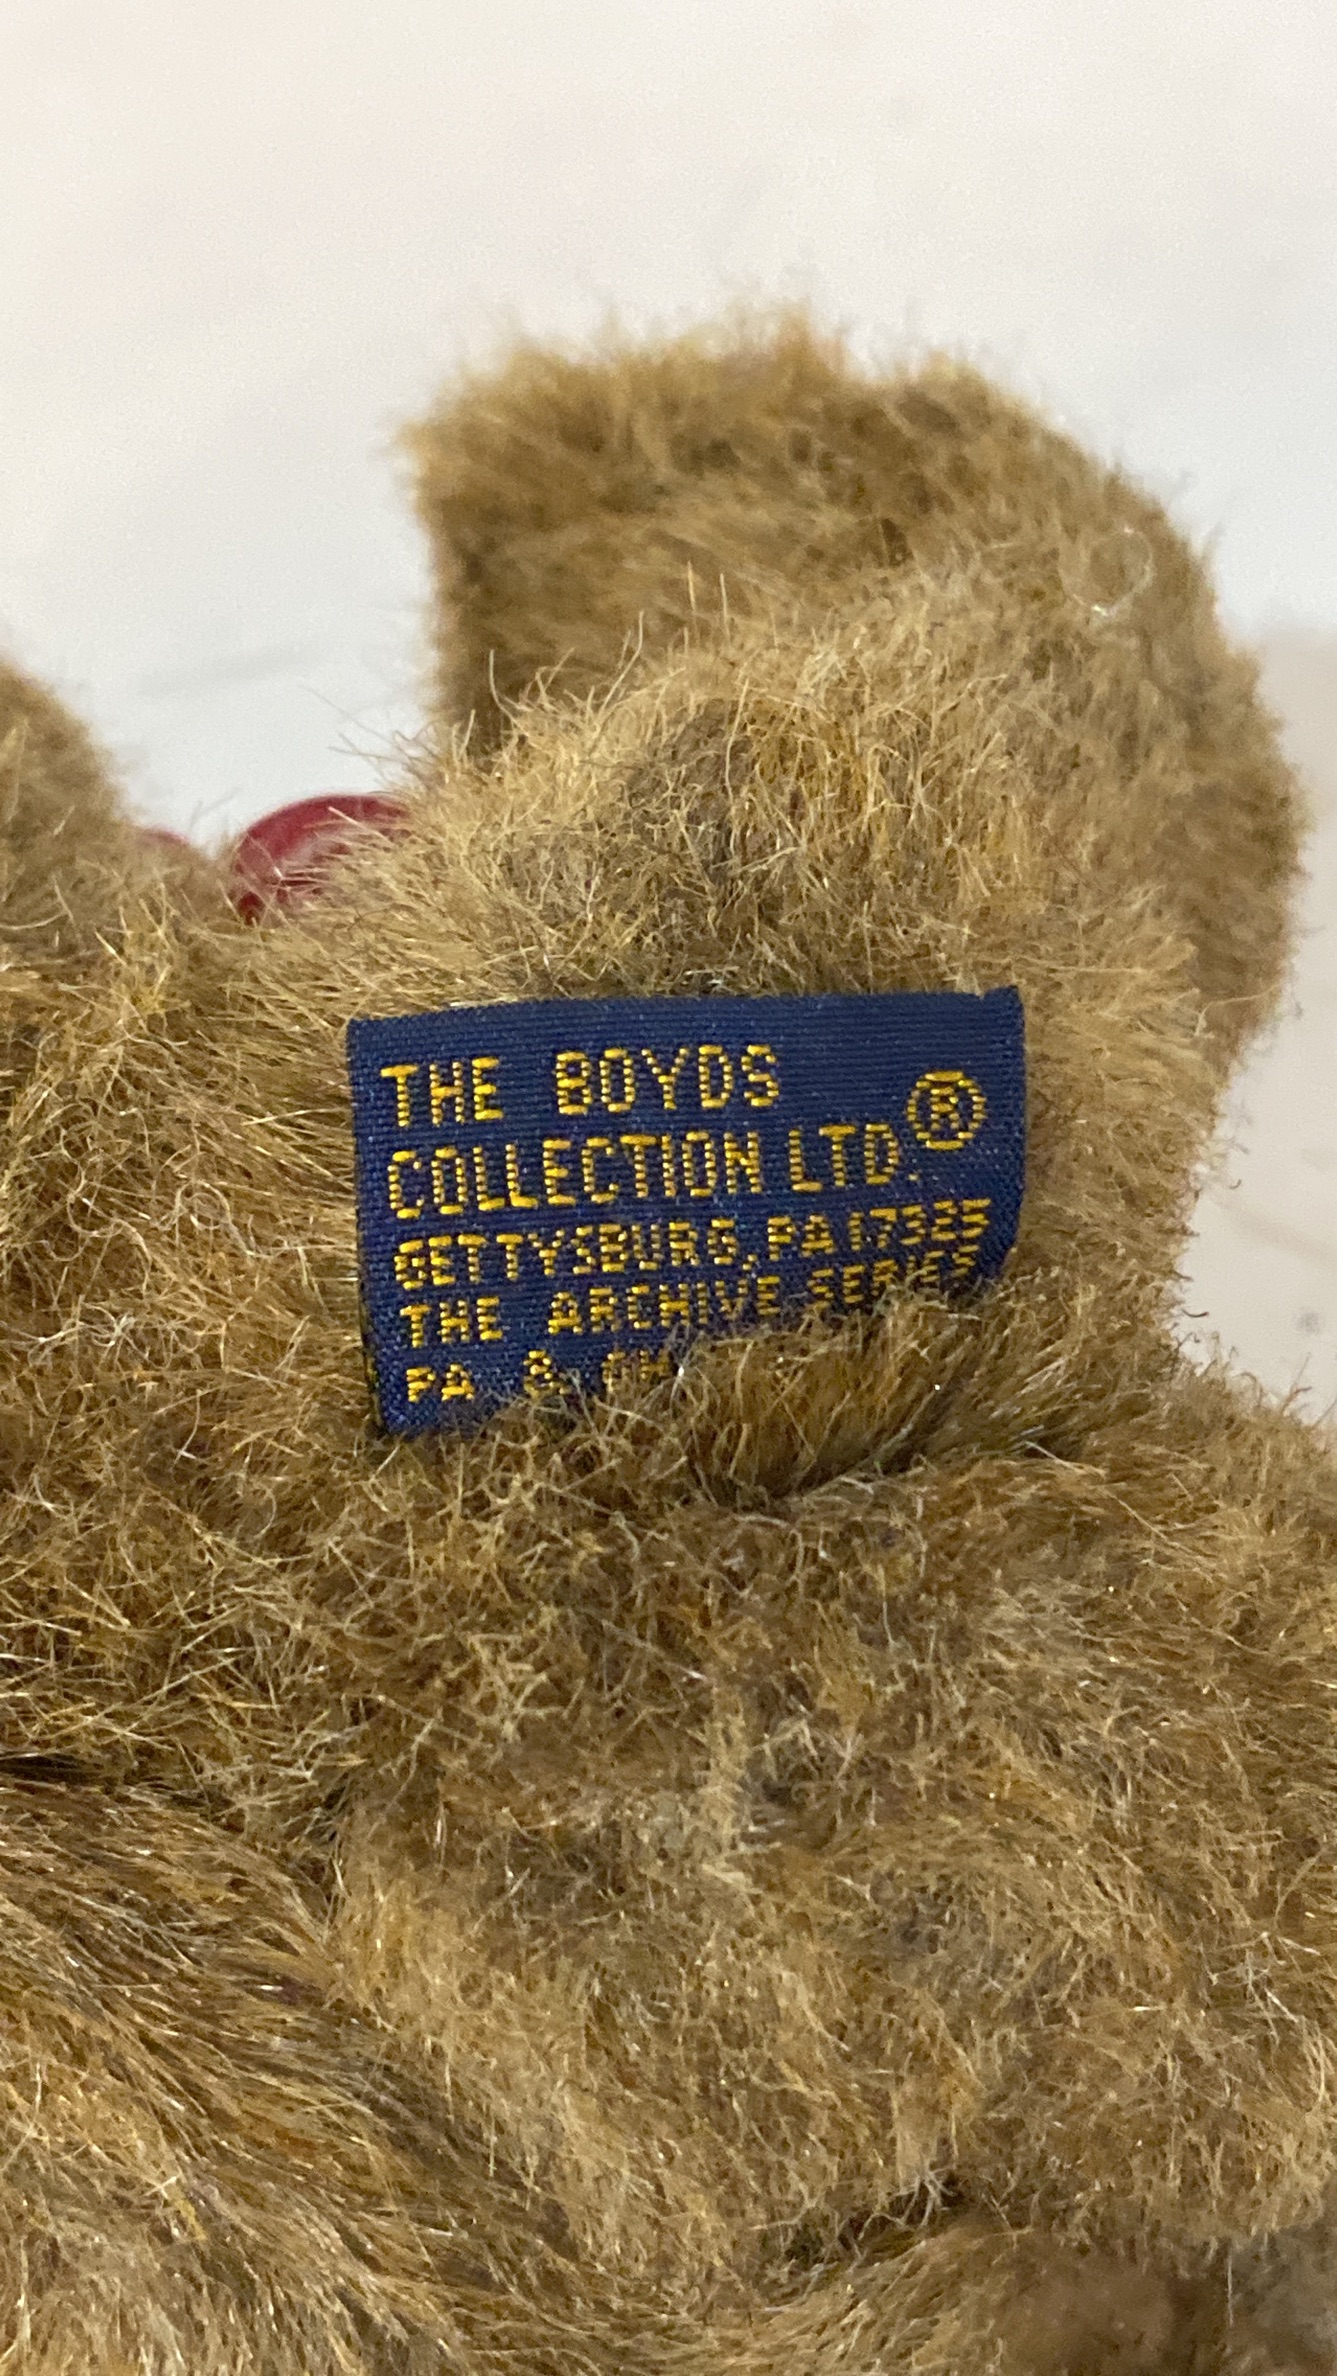 THE BOYDS
COLLECTION LTD.®
GETTYSBURG, PA 17325
THE ARCHIVE SERIES
PA &